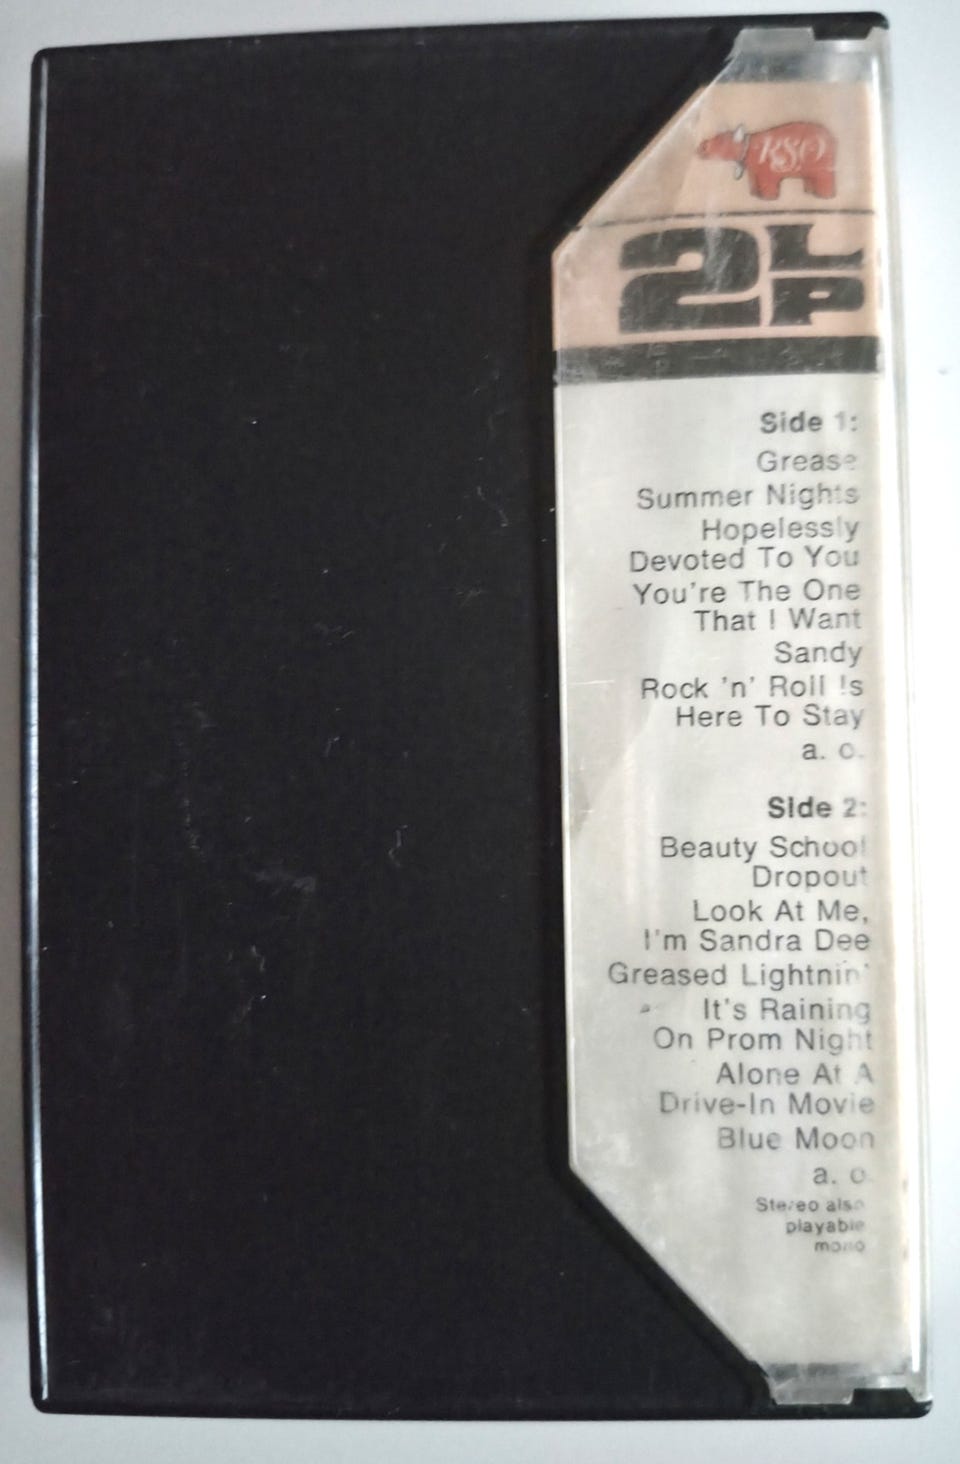 RSO
2LP
Side 1:
Grease
Summer Nights
Hopelessly
Devoted To You
You're The One
That I Want
Sandy
Rock 'n' Roll Is
Here To Stay
a. o.
Side 2:
Beauty School
Dropout
Look At Me,
I'm Sandra Dee
Greased Lightnin'
It's Raining
On Prom Night
Alone At A
Drive-In Movie
Blue Moon
a. o.
Stereo also
playable
mono